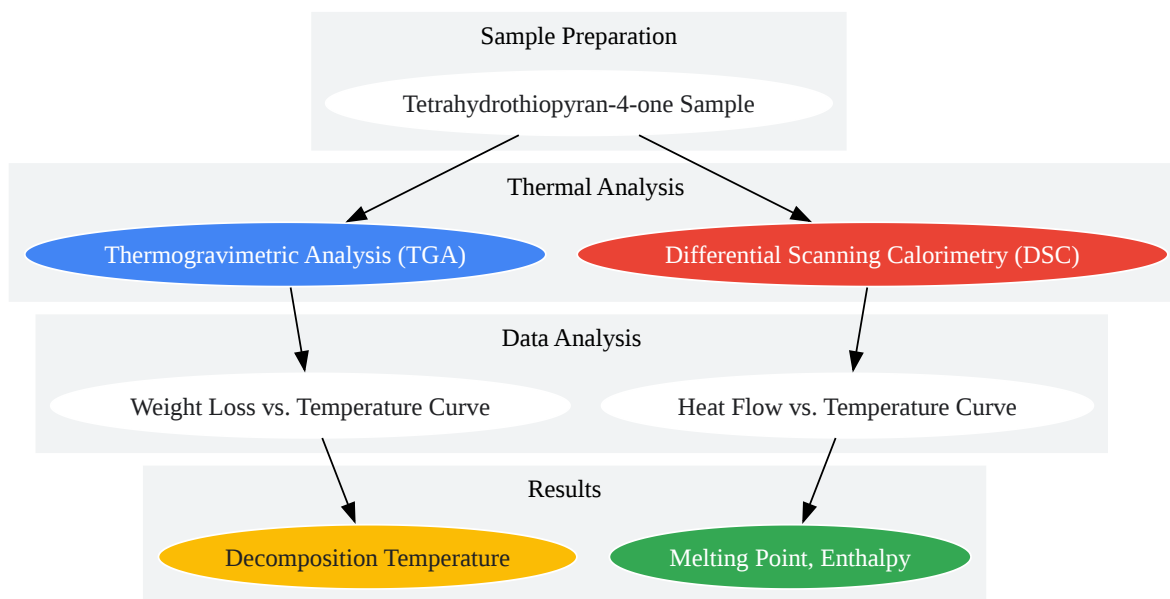 Sample Preparation
Tetrahydrothiopyran-4-one Sample
Thermal Analysis
Thermogravimetric Analysis (TGA)
Differential Scanning Calorimetry (DSC)
Data Analysis
Weight Loss vs. Temperature Curve
Heat Flow vs. Temperature Curve
Results
Decomposition Temperature
Melting Point, Enthalpy